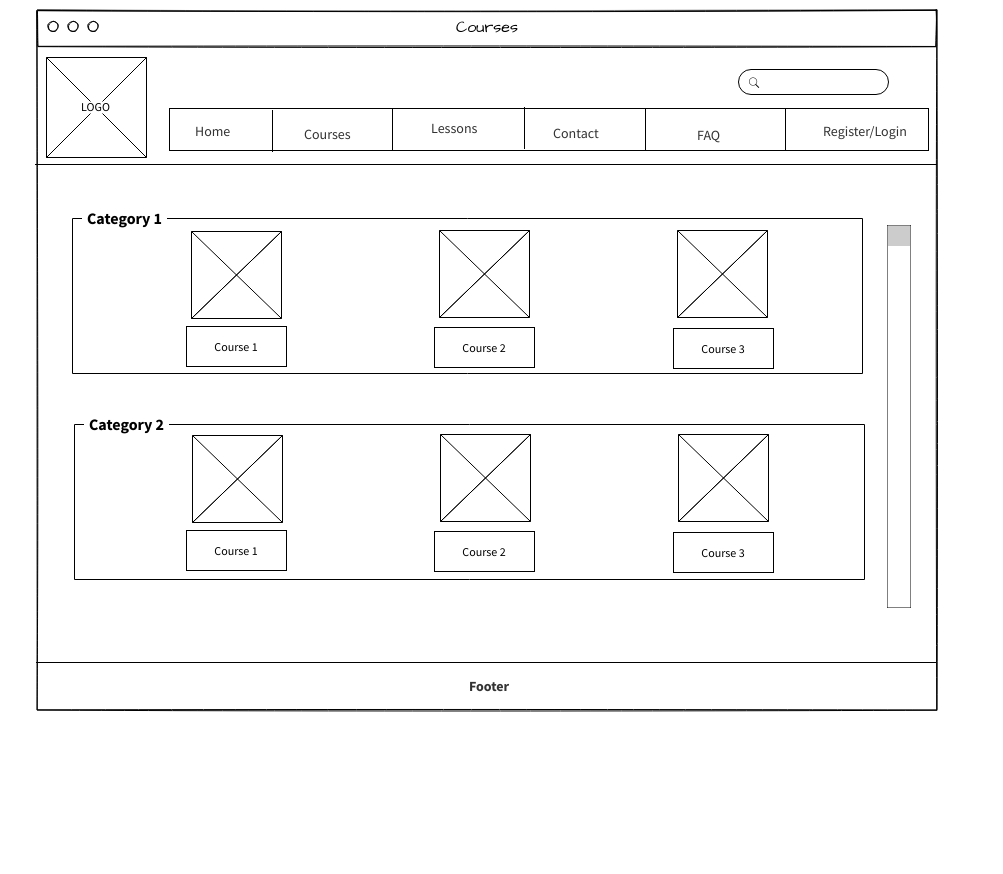 Courses
LOGO
Home
Courses
Lessons
Contact
FAQ
Register/Login
Category 1
Course 1
Course 2
Course 3
Category 2
Course 1
Course 2
Course 3
Footer